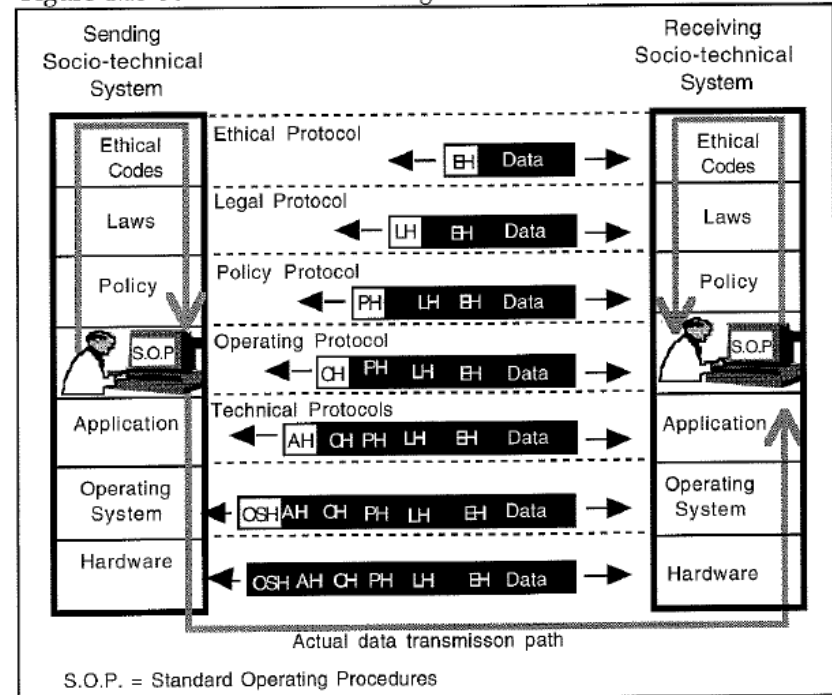 Sending
Socio-technical
System
Receiving
Socio-technical
System
Ethical
Codes
Ethical Protocol
EH Data
Ethical
Codes
Laws
Legal Protocol
LH EH Data
Laws
Policy
Policy Protocol
PH LH EH Data
Policy
S.O.P.
Operating Protocol
OH PH LH EH Data
S.O.P.
Application
Technical Protocols
AH OH PH LH EH Data
Application
Operating
System
OSH AH OH PH LH EH Data
Operating
System
Hardware
OSH AH OH PH LH EH Data
Hardware
Actual data transmisson path
S.O.P. = Standard Operating Procedures